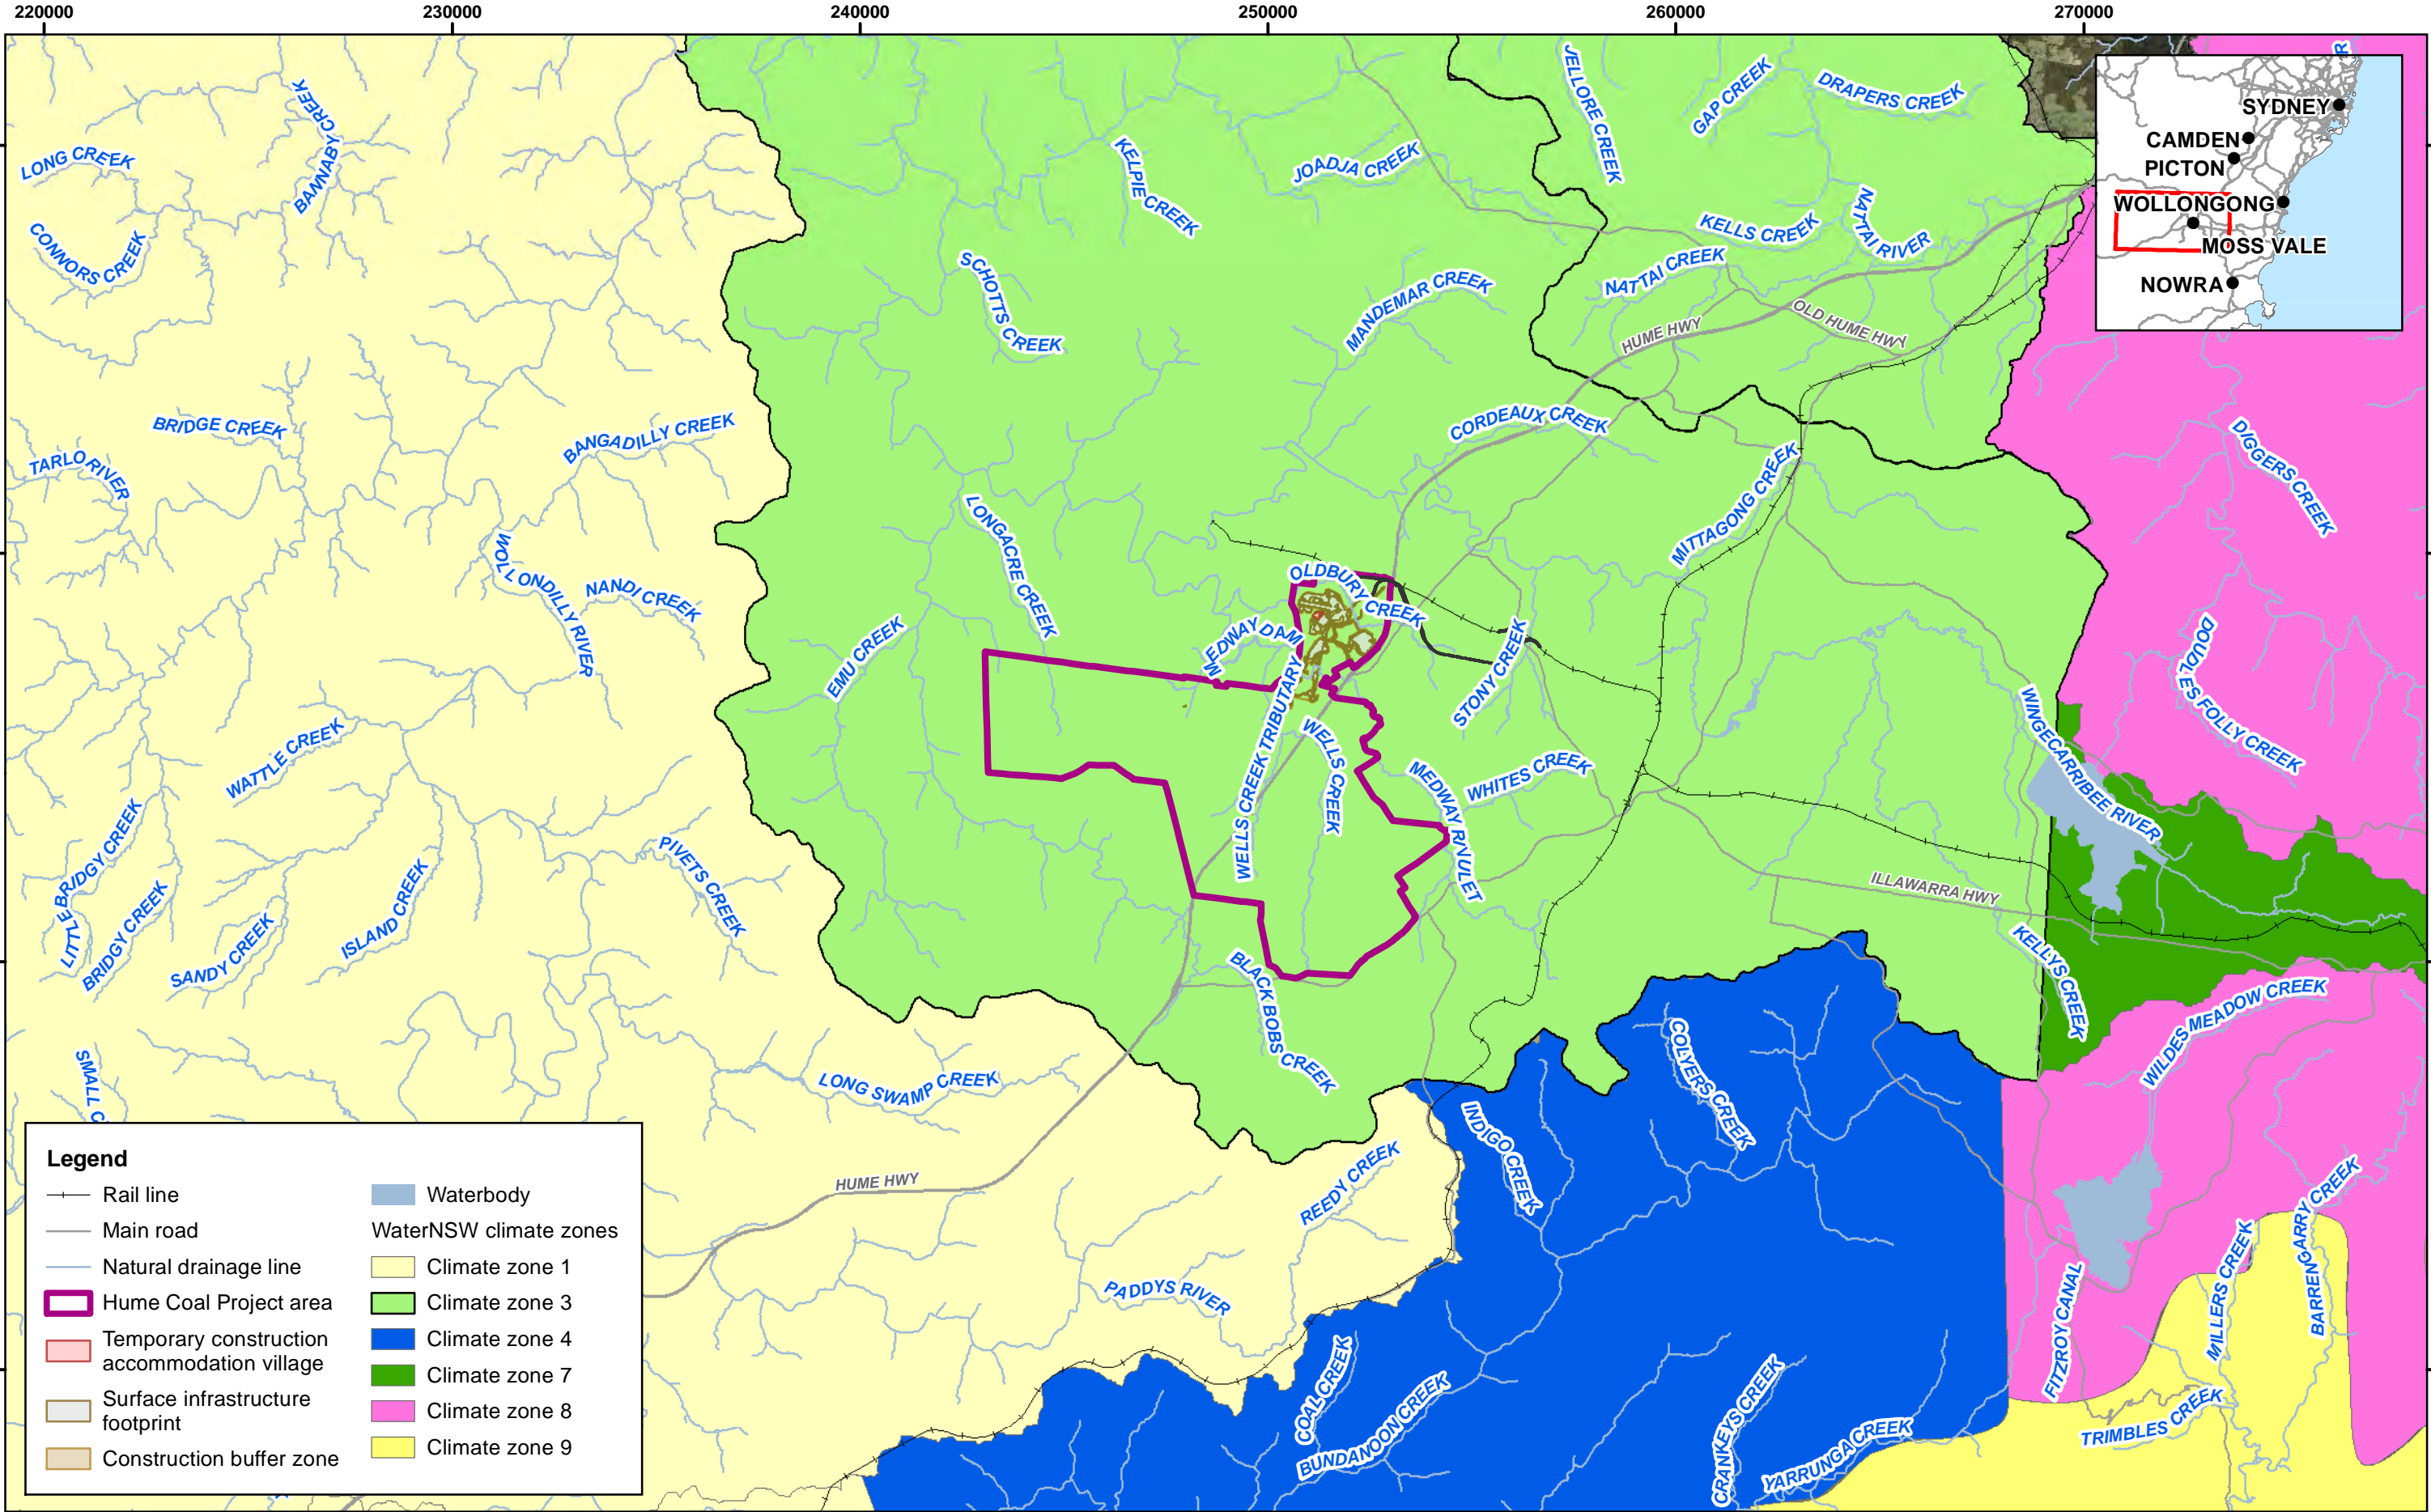 220000
230000
240000
250000
260000
270000
SYDNEY
CAMDEN
PICTON
WOLLONGONG
MOSS VALE
NOWRA
LONG CREEK
BANNABY CREEK
CONNORS CREEK
KELPIE CREEK
JOADJA CREEK
JELLORE CREEK
GAP CREEK
DRAPERS CREEK
KELLS CREEK
NATTAI RIVER
NATTAI CREEK
SCHOTTS CREEK
MANDEMAR CREEK
HUME HWY
OLD HUME HWY
BRIDGE CREEK
BANGADILLY CREEK
TARLO RIVER
CORDEAUX CREEK
MITTAGONG CREEK
DIGGERS CREEK
WOLLONDILLY RIVER
NANDI CREEK
LONGACRE CREEK
OLDBURY CREEK
MEDWAY DAM
EMU CREEK
STONY CREEK
DOUDLES FOLLY CREEK
WATTLE CREEK
WELLS CREEK TRIBUTARY
WELLS CREEK
MEDWAY RIVULET
WHITES CREEK
WINGECARRIBEE RIVER
LITTLE BRIDGY CREEK
BRIDGY CREEK
SANDY CREEK
ISLAND CREEK
PIVETS CREEK
ILLAWARRA HWY
KELLYS CREEK
BLACK BOBS CREEK
WILDES MEADOW CREEK
SMALL C
LONG SWAMP CREEK
INDIGO CREEK
COLYERS CREEK
HUME HWY
REEDY CREEK
PADDYS RIVER
COAL CREEK
BUNDANOON CREEK
CRANKEYS CREEK
YARRUNGA CREEK
FITZROY CANAL
MILLERS CREEK
BARRENGARRY CREEK
TRIMBLES CREEK
Legend
Rail line
Main road
Natural drainage line
Hume Coal Project area
Temporary construction
accommodation village
Surface infrastructure
footprint
Construction buffer zone
Waterbody
WaterNSW climate zones
Climate zone 1
Climate zone 3
Climate zone 4
Climate zone 7
Climate zone 8
Climate zone 9